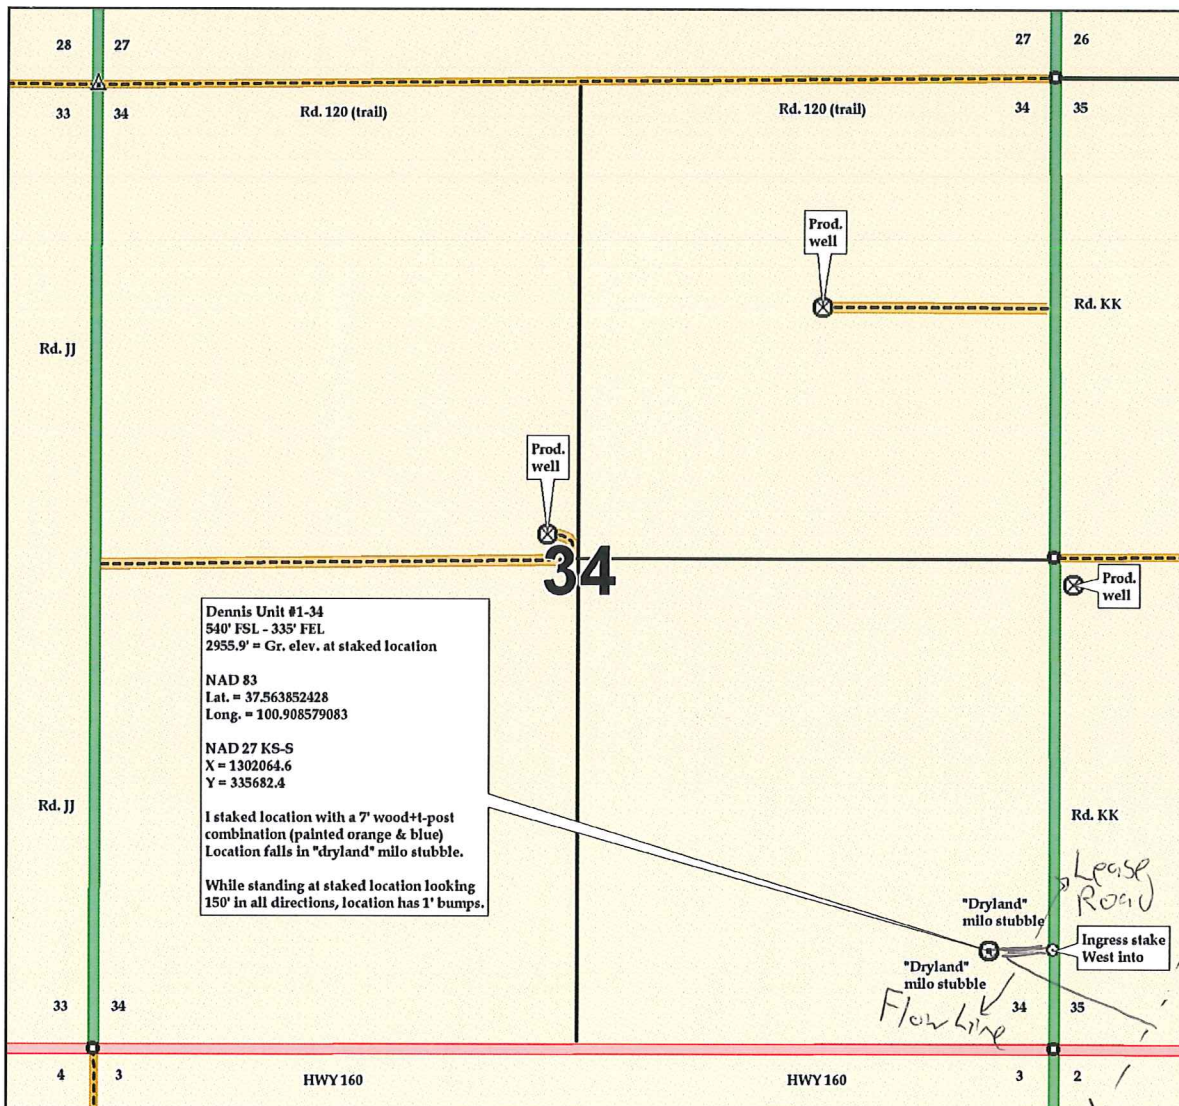 28 27
27 26
33 34
Rd. 120 (trail)
Rd. 120 (trail)
34 35
Prod.
well
Rd. KK
Rd. JJ
Prod.
well
34
Prod.
well
Dennis Unit #1-34
540' FSL - 335' FEL
2955.9' = Gr. elev. at staked location
NAD 83
Lat. = 37.563852428
Long. = 100.908579083
NAD 27 KS-S
X = 1302064.6
Y = 335682.4
I staked location with a 7' wood+t-post
combination (painted orange & blue)
Location falls in "dryland" milo stubble.
While standing at staked location looking
150' in all directions, location has 1' bumps.
Rd. JJ
Rd. KK
Lease
Road
"Dryland"
milo stubble
Ingress stake
West into
"Dryland"
milo stubble
Flow Line
33 34
34 35
4 3
HWY 160
HWY 160
3 2